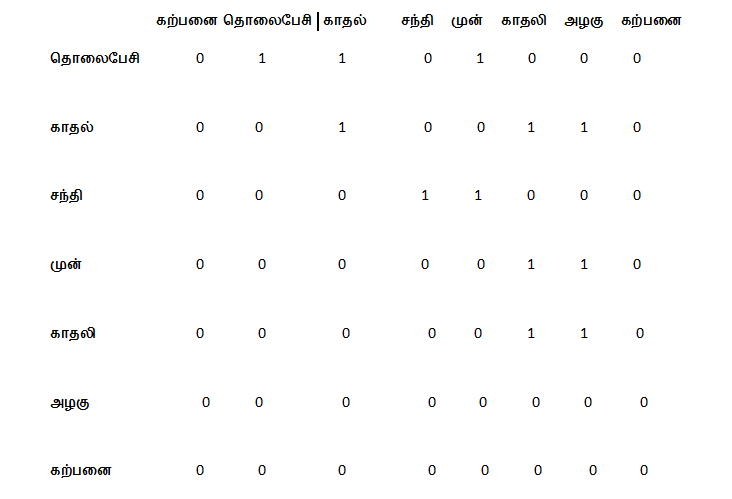 கற்பனை தொலைபேசி காதல் சந்தி முன் காதலி அழகு கற்பனை
தொலைபேசி 0 1 1 0 1 0 0 0
காதல் 0 0 1 0 0 1 1 0
சந்தி 0 0 0 1 1 0 0 0
முன் 0 0 0 0 0 1 1 0
காதலி 0 0 0 0 0 1 1 0
அழகு 0 0 0 0 0 0 0 0
கற்பனை 0 0 0 0 0 0 0 0